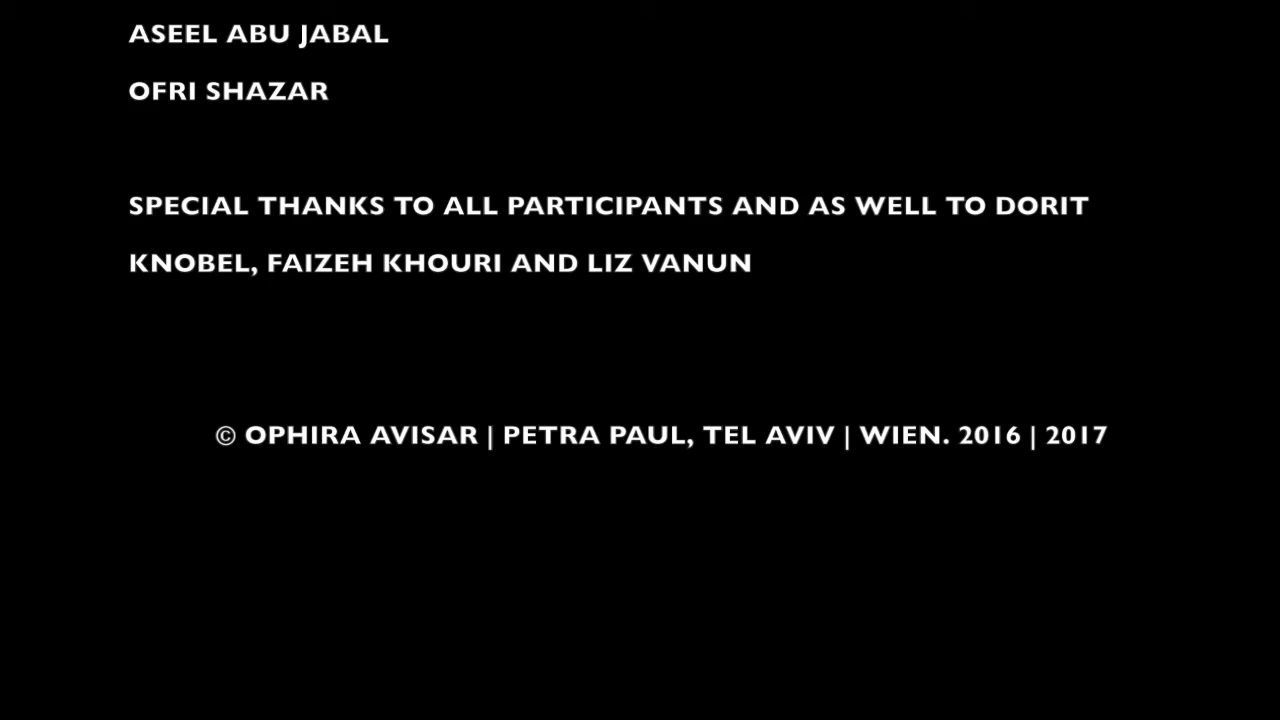 ASEEL ABU JABAL
OFRI SHAZAR
SPECIAL THANKS TO ALL PARTICIPANTS AND AS WELL TO DORIT
KNOBEL, FAIZEH KHOURI AND LIZ VANUN
© OPHIRA AVISAR | PETRA PAUL, TEL AVIV | WIEN. 2016 | 2017